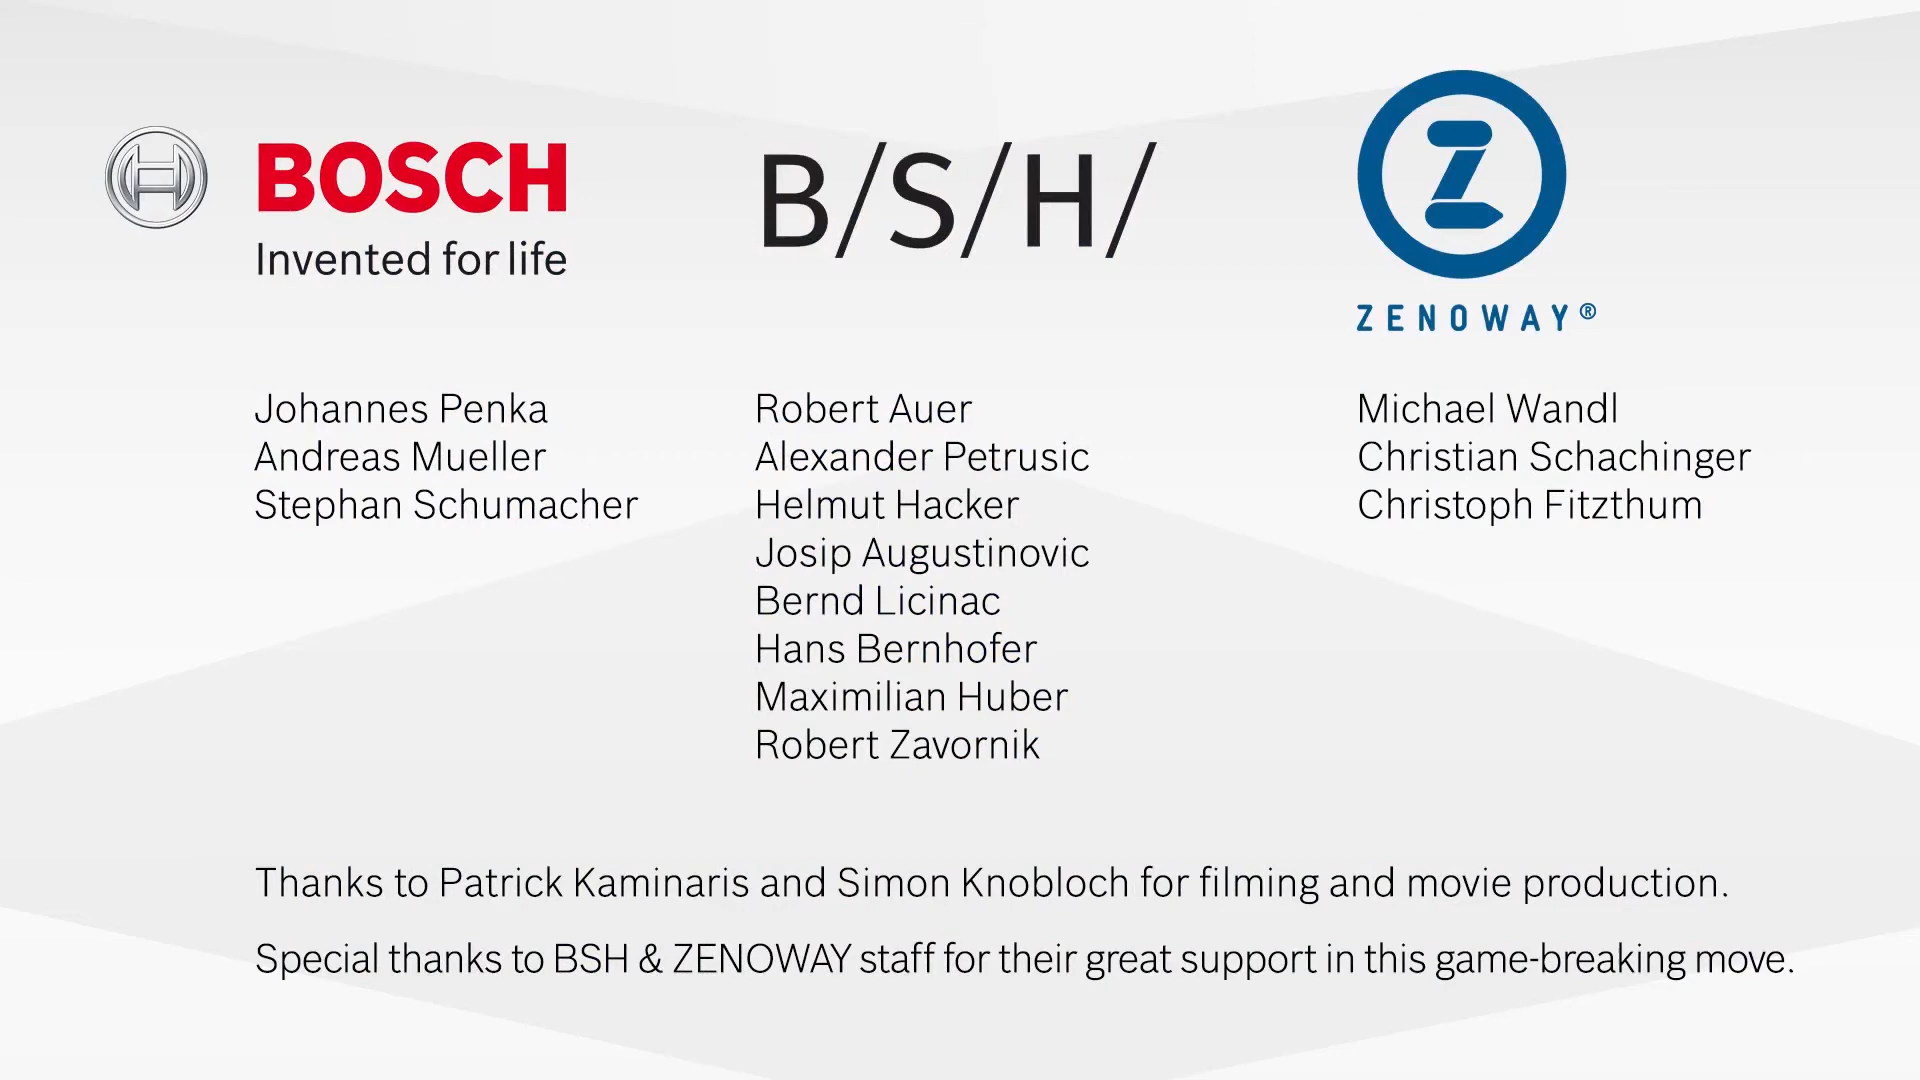 BOSCH
Invented for life
B/S/H/
Z
ZENOWAY®
Johannes Penka
Andreas Mueller
Stephan Schumacher
Robert Auer
Alexander Petrusic
Helmut Hacker
Josip Augustinovic
Bernd Licinac
Hans Bernhofer
Maximilian Huber
Robert Zavornik
Michael Wandl
Christian Schachinger
Christoph Fitzthum
Thanks to Patrick Kaminaris and Simon Knobloch for filming and movie production.
Special thanks to BSH & ZENOWAY staff for their great support in this game-breaking move.